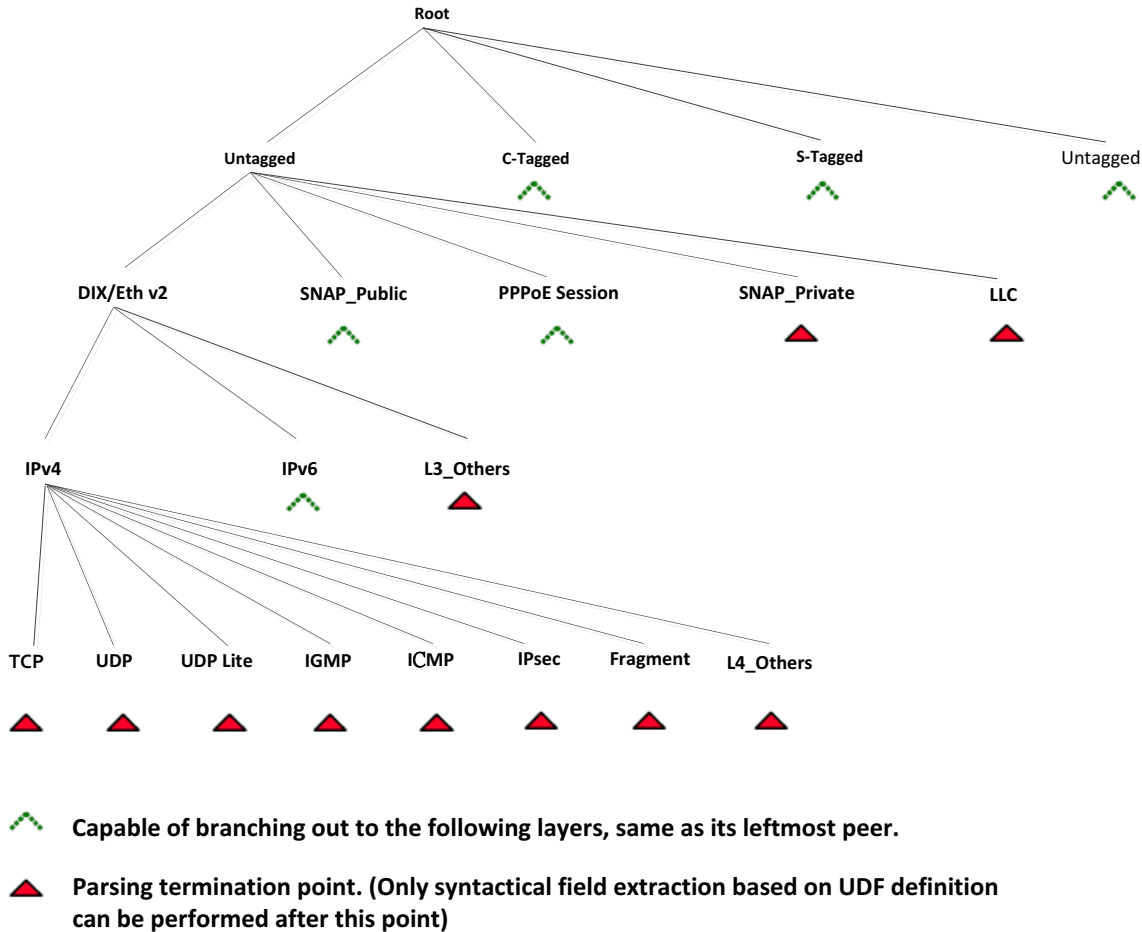 Root
Untagged C-Tagged S-Tagged Untagged
DIX/Eth v2 SNAP_Public PPPoE Session SNAP_Private LLC
IPv4 IPv6 L3_Others
TCP UDP UDP Lite IGMP ICMP IPsec Fragment L4_Others
Capable of branching out to the following layers, same as its leftmost peer.
Parsing termination point. (Only syntactical field extraction based on UDF definition
can be performed after this point)